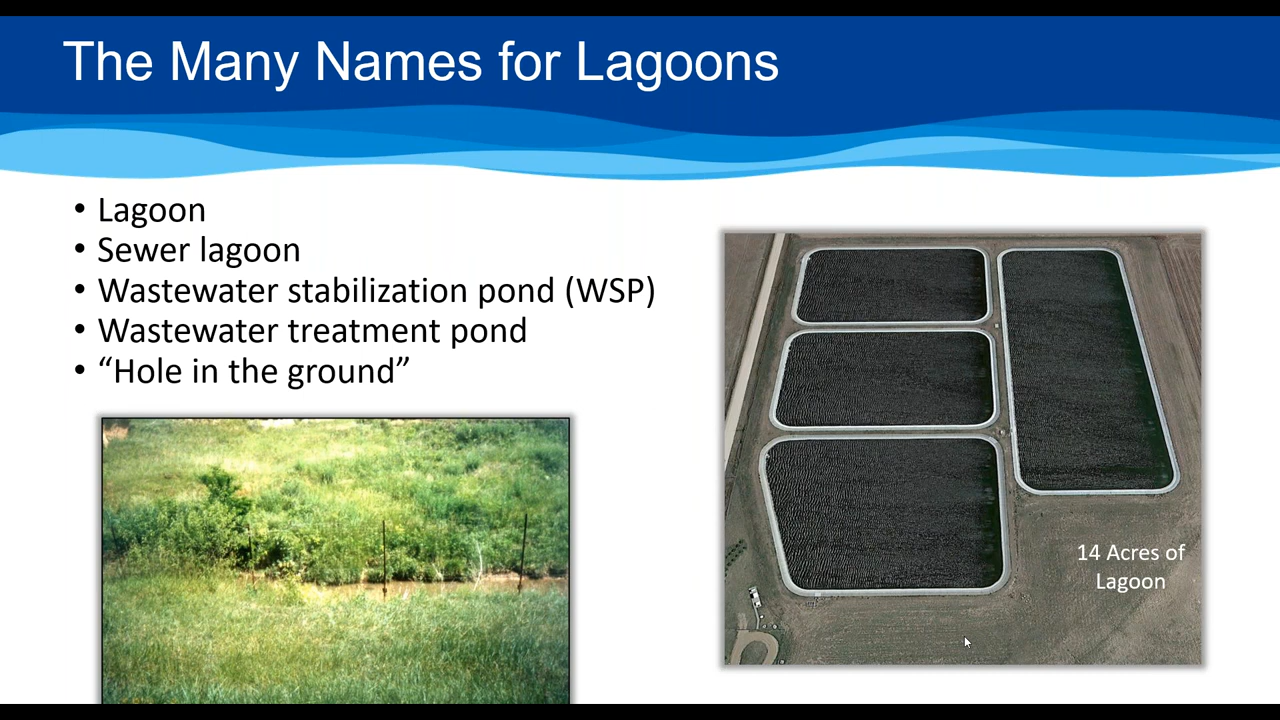 The Many Names for Lagoons
• Lagoon
• Sewer lagoon
• Wastewater stabilization pond (WSP)
• Wastewater treatment pond
• “Hole in the ground”
14 Acres of
Lagoon